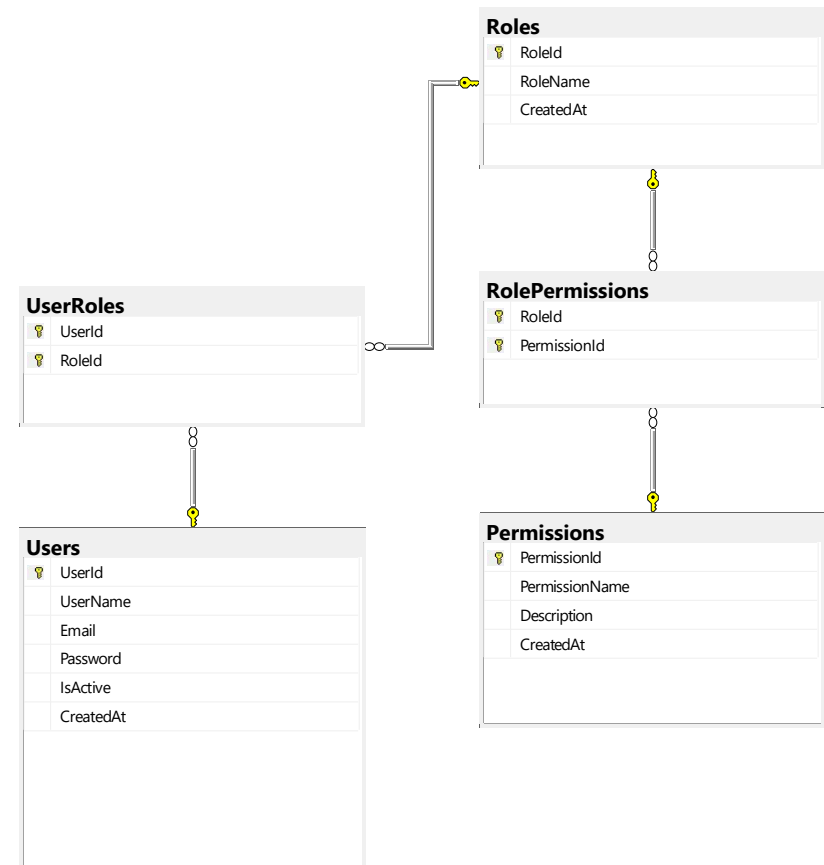 Roles
RoleId
RoleName
CreatedAt
RolePermissions
RoleId
PermissionId
UserRoles
UserId
RoleId
Users
UserId
UserName
Email
Password
IsActive
CreatedAt
Permissions
PermissionId
PermissionName
Description
CreatedAt